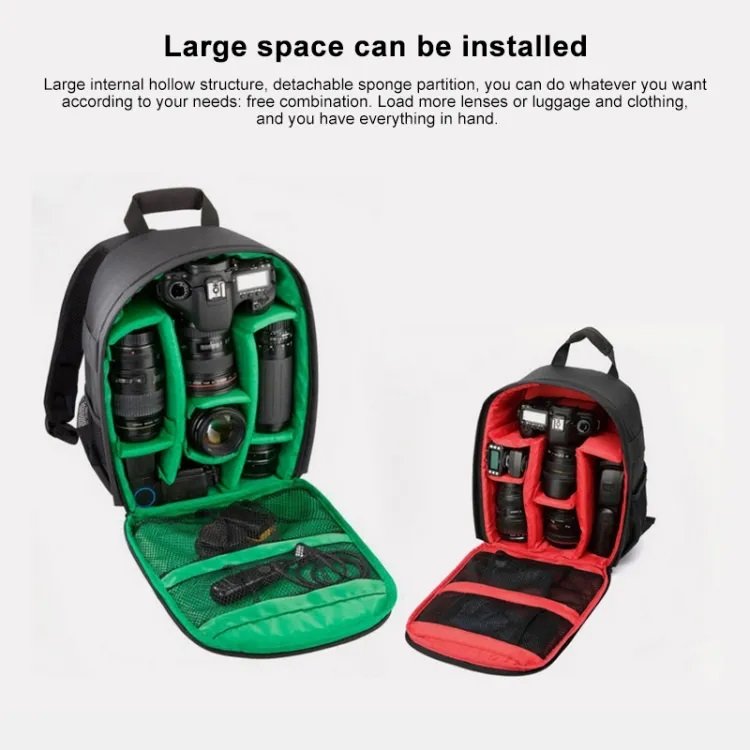 Large space can be installed
Large internal hollow structure, detachable sponge partition, you can do whatever you want
according to your needs: free combination. Load more lenses or luggage and clothing,
and you have everything in hand.